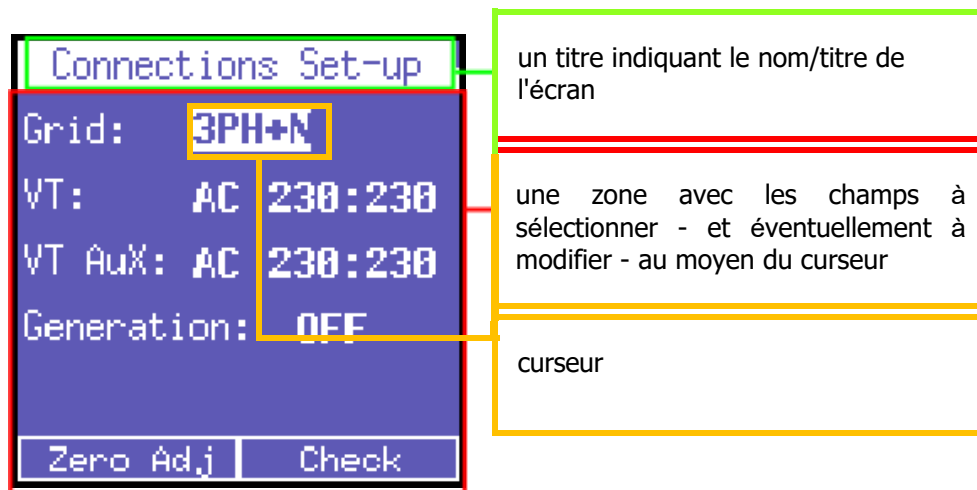 Connections Set-up
Grid: 3PH+N
VT: AC 230:230
VT AuX: AC 230:230
Generation: OFF
Zero Adj Check
un titre indiquant le nom/titre de
l'écran
une zone avec les champs à
sélectionner - et éventuellement à
modifier - au moyen du curseur
curseur